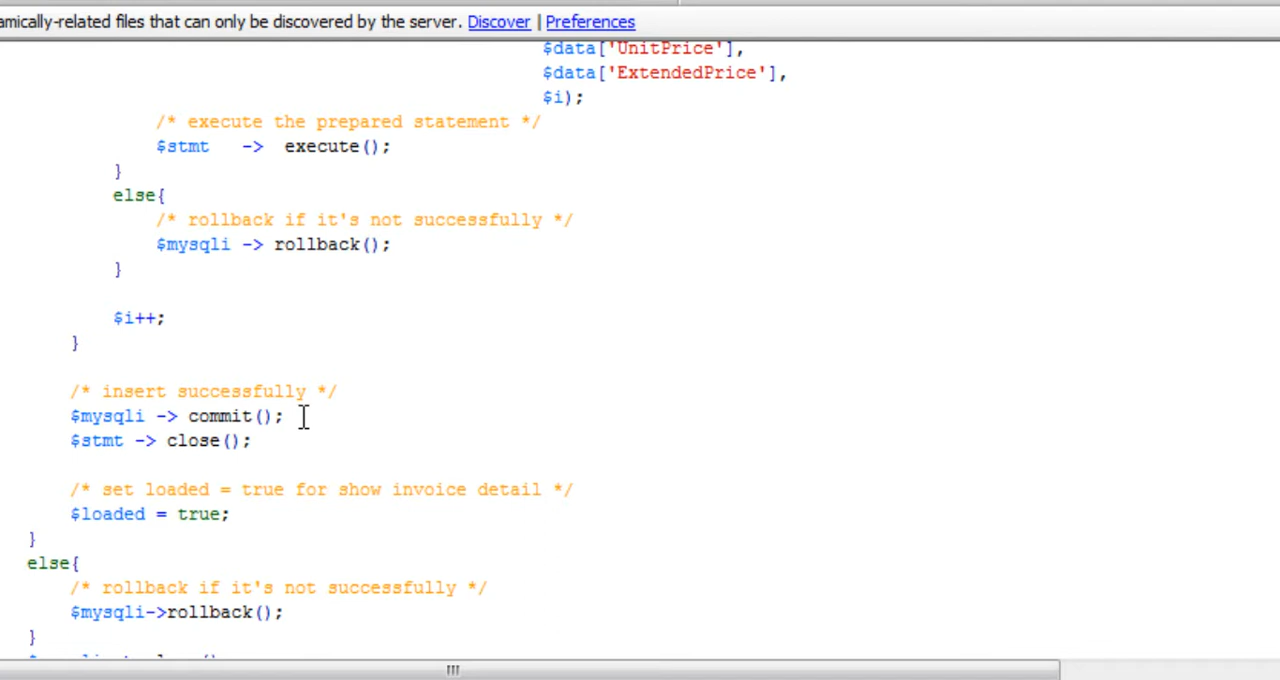 amically-related files that can only be discovered by the server. Discover | Preferences
$data['UnitPrice'],
$data['ExtendedPrice'],
$i);
/* execute the prepared statement */
$stmt -> execute();
}
else{
/* rollback if it's not successfully */
$mysqli -> rollback();
}
$i++;
}
/* insert successfully */
$mysqli -> commit();
$stmt -> close();
/* set loaded = true for show invoice detail */
$loaded = true;
}
else{
/* rollback if it's not successfully */
$mysqli->rollback();
}